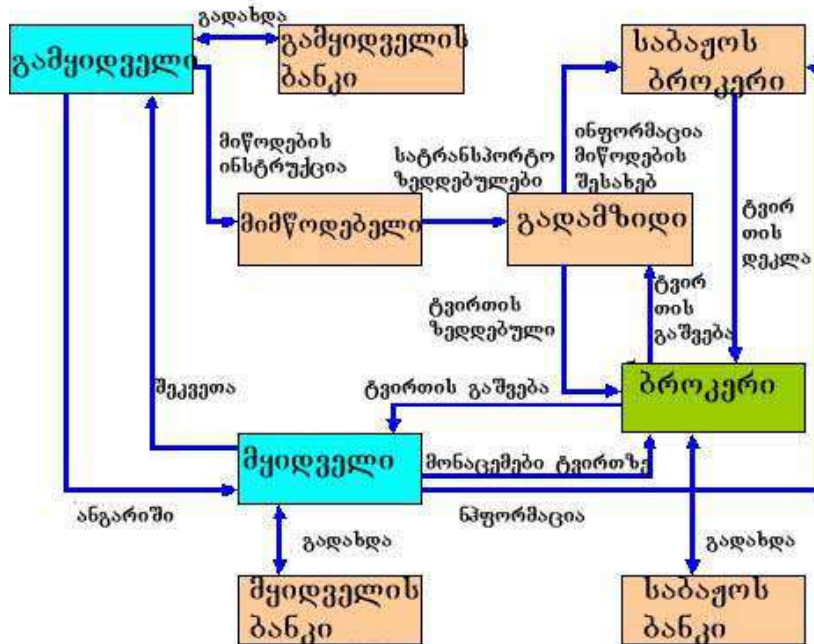 გადახდა
გამყიდველი
გამყიდველის
ბანკი
საბაჟოს
ბროკერი
მიწოდების
ინსტრუქცია
სატრანსპორტო
ზედდებულები
ინფორმაცია
მიწოდების
შესახებ
მიმწოდებელი
გადამზიდი
ტვირ
თის
დეკლა
ტვირთის
ზედდებული
ტვირ
თის
გაშვება
შეკვეთა
ტვირთის გაშვება
ბროკერი
მყიდველი
მონაცემები ტვირთზე
ანგარიში
ნჰფორმაცია
გადახდა
გადახდა
მყიდველის
ბანკი
საბაჟოს
ბანკი